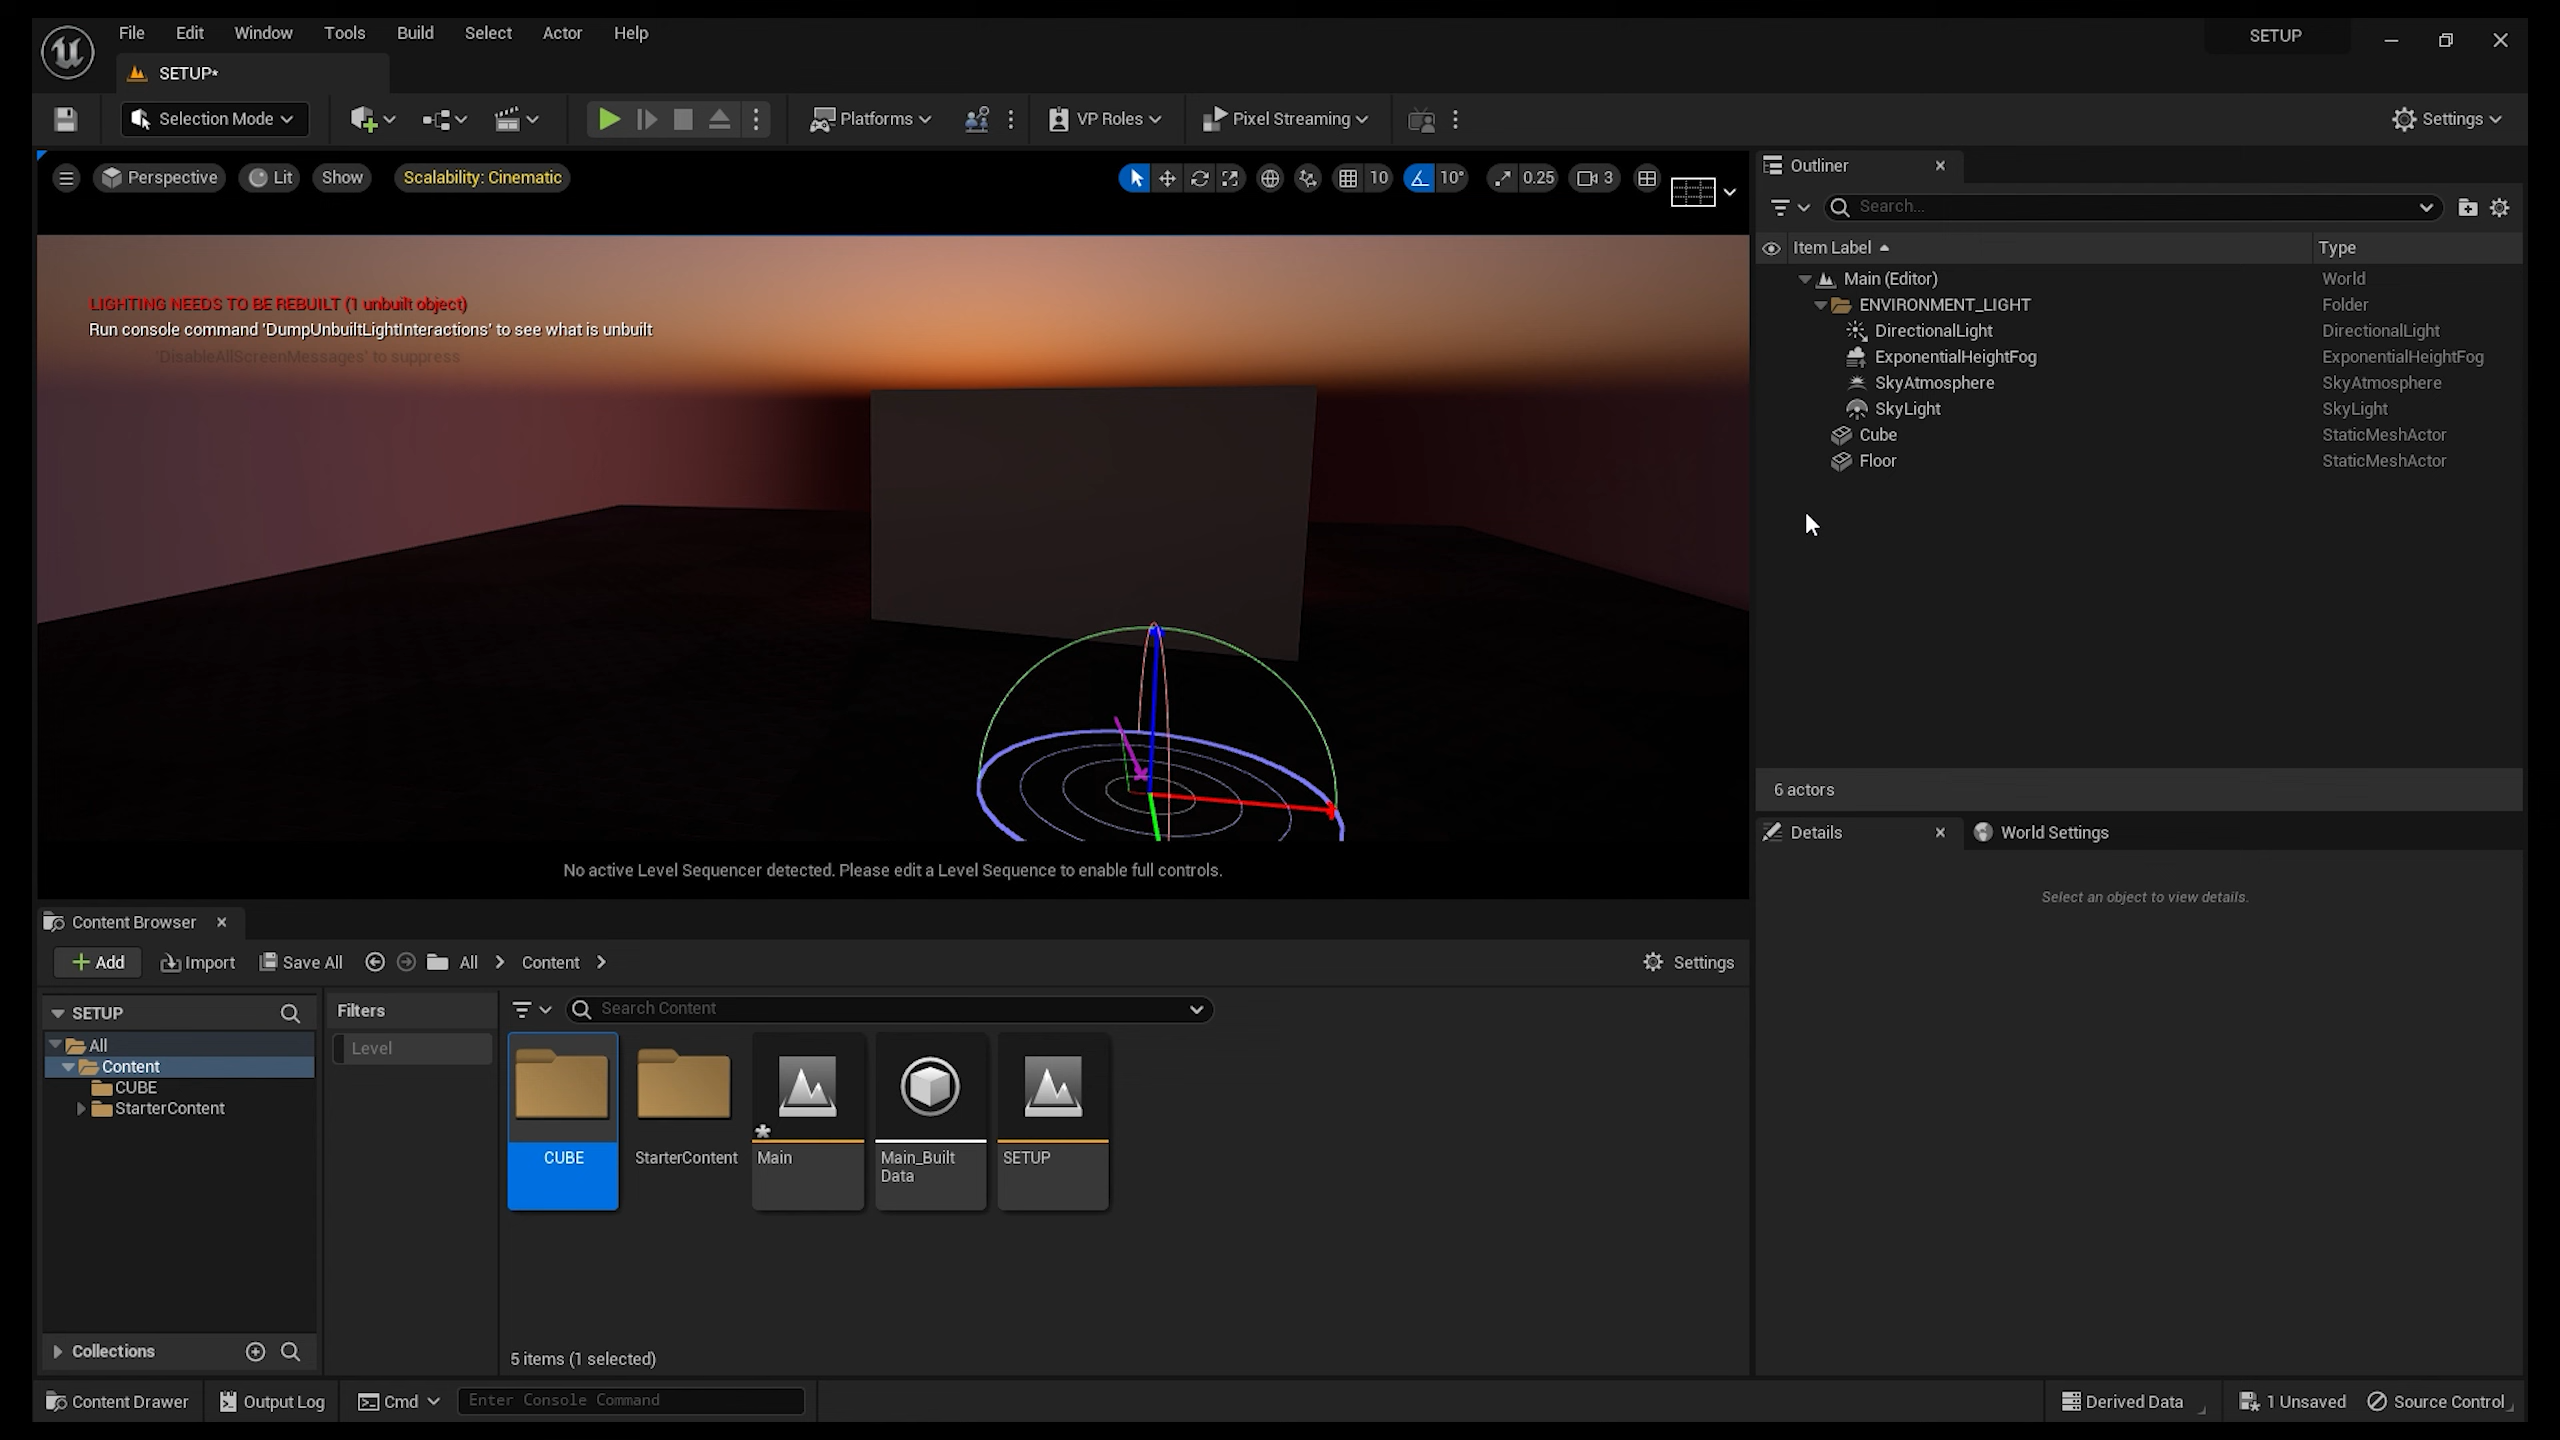 File Edit Window Tools Build Select Actor Help
SETUP
SETUP*
Selection Mode
Platforms
VP Roles
Pixel Streaming
Settings
Perspective
Lit
Show
Scalability: Cinematic
10
10°
0.25
3
LIGHTING NEEDS TO BE REBUILT (1 unbuilt object)
Run console command 'DumpUnbuiltLightInteractions' to see what is unbuilt
'DisableAllScreenMessages' to suppress
No active Level Sequencer detected. Please edit a Level Sequence to enable full controls.
Outliner
Search...
Item Label Type
Main (Editor) World
ENVIRONMENT_LIGHT Folder
DirectionalLight DirectionalLight
ExponentialHeightFog ExponentialHeightFog
SkyAtmosphere SkyAtmosphere
SkyLight SkyLight
Cube StaticMeshActor
Floor StaticMeshActor
6 actors
Details
World Settings
Select an object to view details.
Content Browser
Add
Import
Save All
All
Content
Settings
SETUP
All
Content
CUBE
StarterContent
Collections
Filters
Level
Search Content
CUBE
StarterContent
Main
Main_Built
Data
SETUP
5 items (1 selected)
Content Drawer
Output Log
Cmd
Enter Console Command
Derived Data
1 Unsaved
Source Control